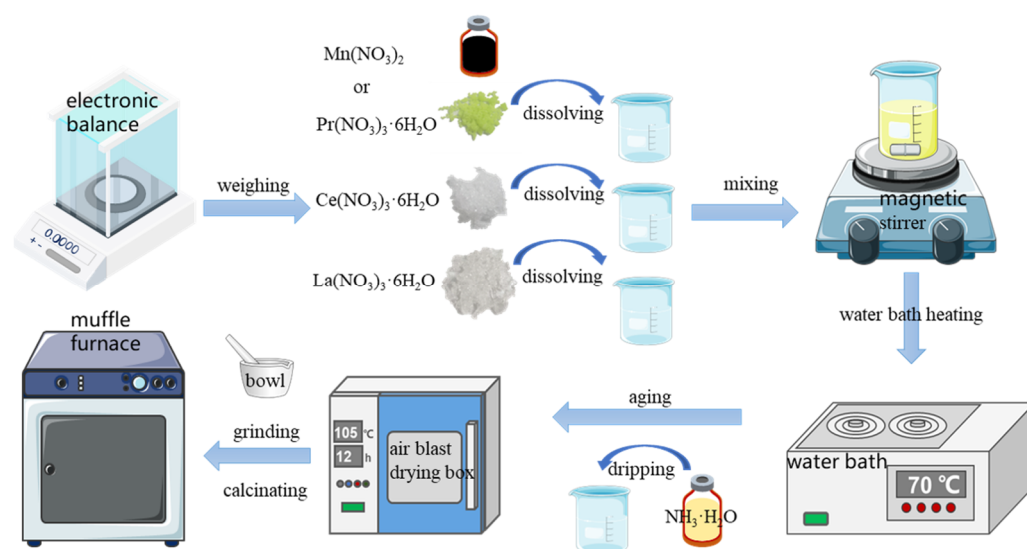 electronic
balance
0.0000
+ -
weighing
Mn(NO₃)₂
or
Pr(NO₃)₃·6H₂O
Ce(NO₃)₃·6H₂O
La(NO₃)₃·6H₂O
dissolving
dissolving
dissolving
mixing
magnetic
stirrer
water bath heating
water bath
70 ℃
aging
dripping
NH₃·H₂O
105 ℃
12 h
air blast
drying box
bowl
grinding
calcinating
muffle
furnace